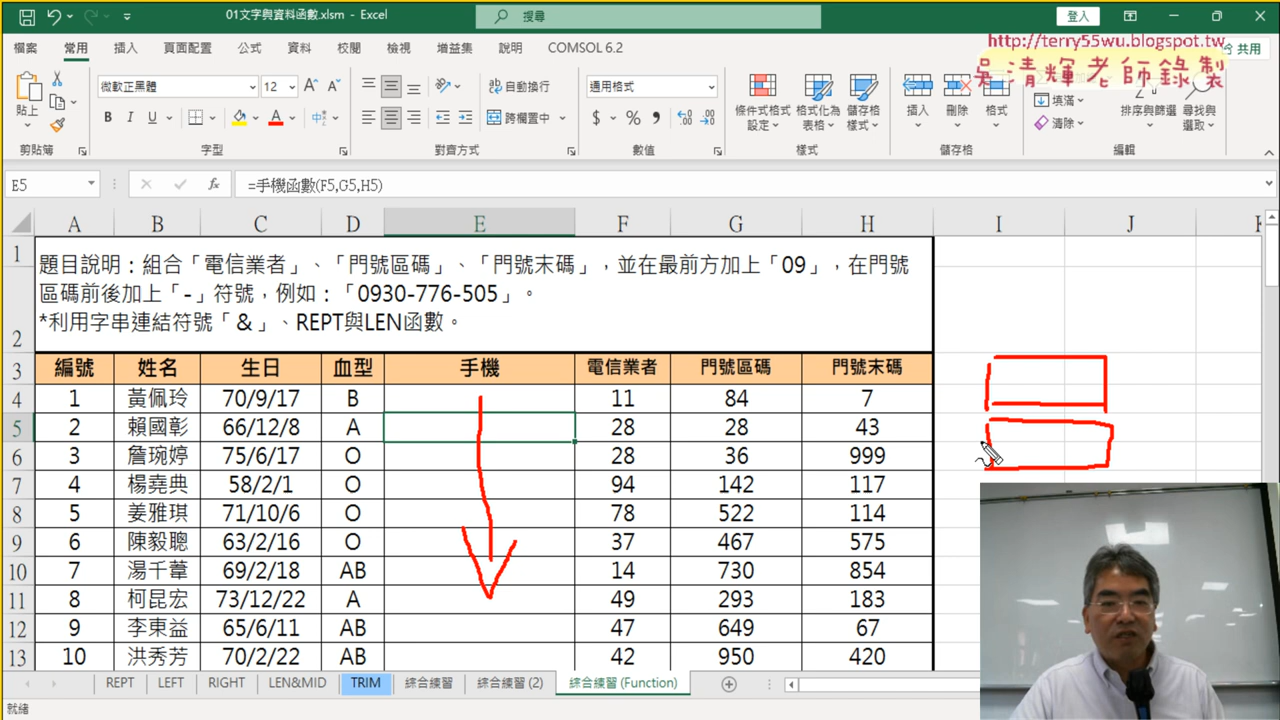 01文字與資料函數.xlsm - Excel
搜尋
登入
檔案 常用 插入 頁面配置 公式 資料 校閱 檢視 增益集 說明 COMSOL 6.2
共用
http://terry55wu.blogspot.tw
吳清輝老師錄製
貼上
微軟正黑體 12
B I U
自動換行
跨欄置中
通用格式
條件式格式設定
格式化為表格
儲存格樣式
插入 刪除 格式
填滿
清除
排序與篩選
尋找與選取
剪貼簿 字型 對齊方式 數值 樣式 儲存格 編輯
E5 fx =手機函數(F5,G5,H5)
A B C D E F G H I J K
1 題目說明：組合「電信業者」、「門號區碼」、「門號末碼」，並在最前方加上「09」，在門號
區碼前後加上「-」符號，例如：「0930-776-505」。
2 *利用字串連結符號「 & 」、REPT與LEN函數。
3 編號 姓名 生日 血型 手機 電信業者 門號區碼 門號末碼
4 1 黃佩玲 70/9/17 B 11 84 7
5 2 賴國彰 66/12/8 A 28 28 43
6 3 詹琬婷 75/6/17 O 28 36 999
7 4 楊堯典 58/2/1 O 94 142 117
8 5 姜雅琪 71/10/6 O 78 522 114
9 6 陳毅聰 63/2/16 O 37 467 575
10 7 湯千葦 69/2/18 AB 14 730 854
11 8 柯昆宏 73/12/22 A 49 293 183
12 9 李東益 65/6/11 AB 47 649 67
13 10 洪秀芳 70/2/22 AB 42 950 420
REPT LEFT RIGHT LEN&MID TRIM 綜合練習 綜合練習 (2) 綜合練習 (Function)
就緒